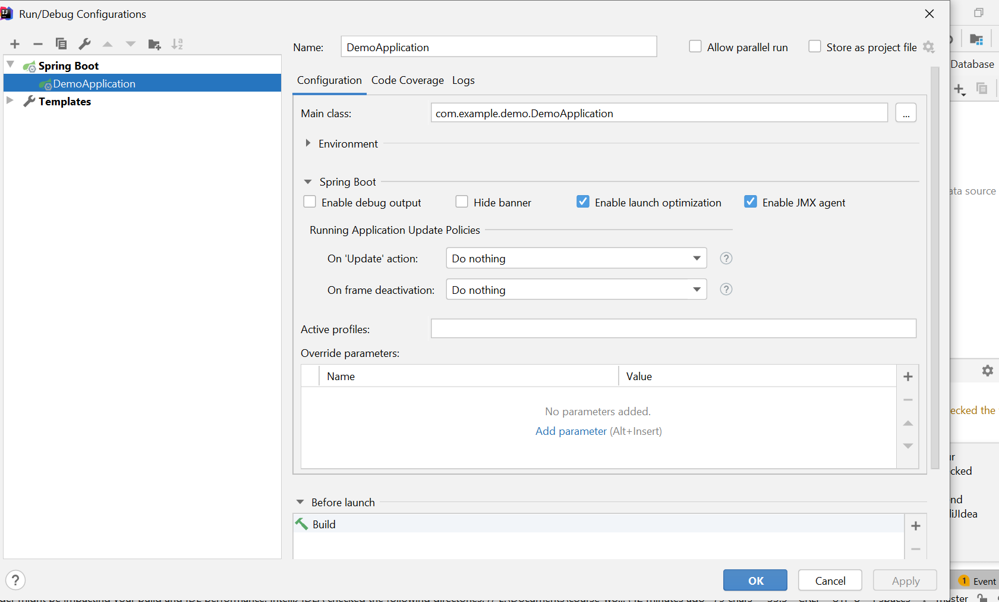 Run/Debug Configurations
Name: DemoApplication Allow parallel run Store as project file
Spring Boot
DemoApplication
Templates
Configuration Code Coverage Logs
Main class: com.example.demo.DemoApplication ...
Environment
Spring Boot
Enable debug output Hide banner Enable launch optimization Enable JMX agent
Running Application Update Policies
On 'Update' action: Do nothing ?
On frame deactivation: Do nothing ?
Active profiles:
Override parameters:
Name Value
No parameters added.
Add parameter (Alt+Insert)
Before launch
Build
? OK Cancel Apply
Database
ata source
ecked the
ur
cked
nd
liJIdea
1 Event
master